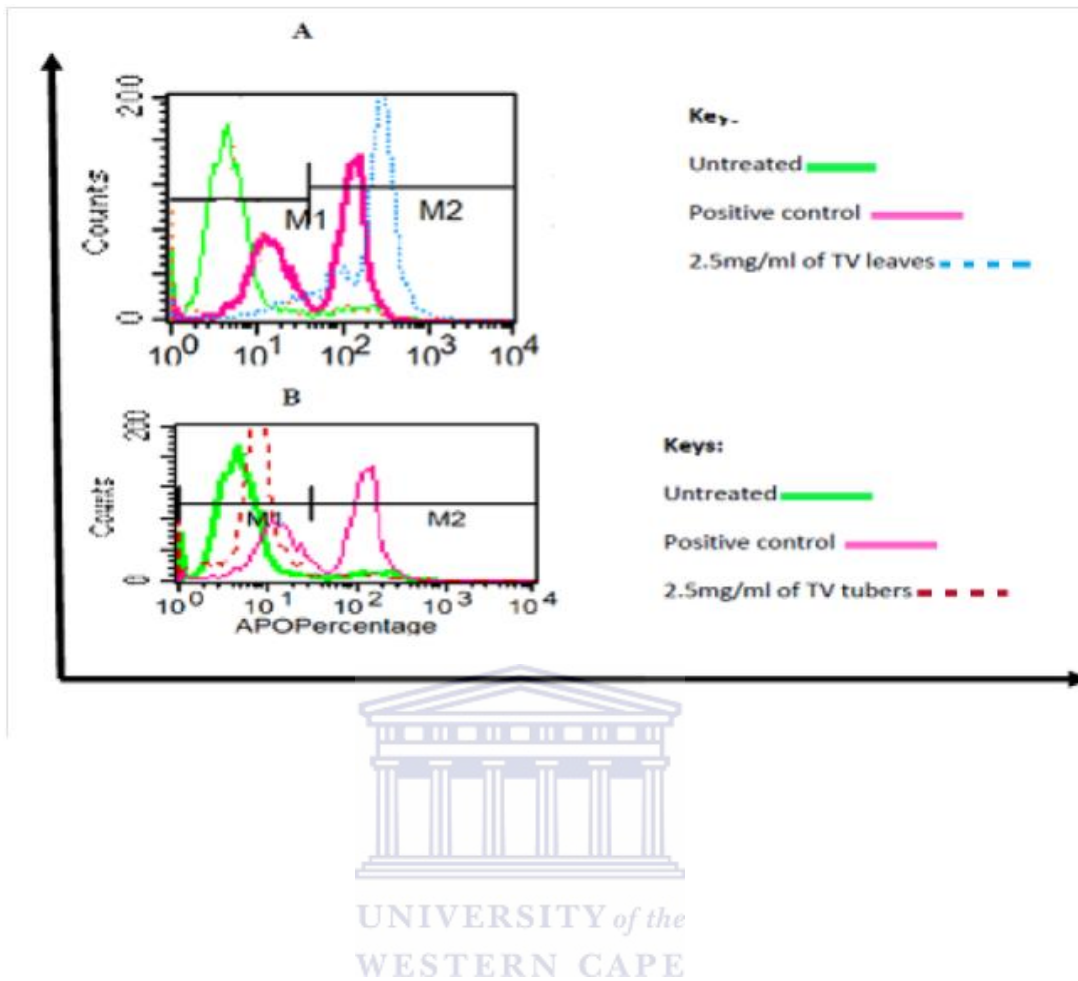 A
200
Counts
0
M1
M2
10^0 10^1 10^2 10^3 10^4
Untreated
Positive control
2.5mg/ml of TV leaves
B
200
Counts
0
M1
M2
10^0 10^1 10^2 10^3 10^4
APOPercentage
Keys:
Untreated
Positive control
2.5mg/ml of TV tubers
UNIVERSITY of the
WESTERN CAPE